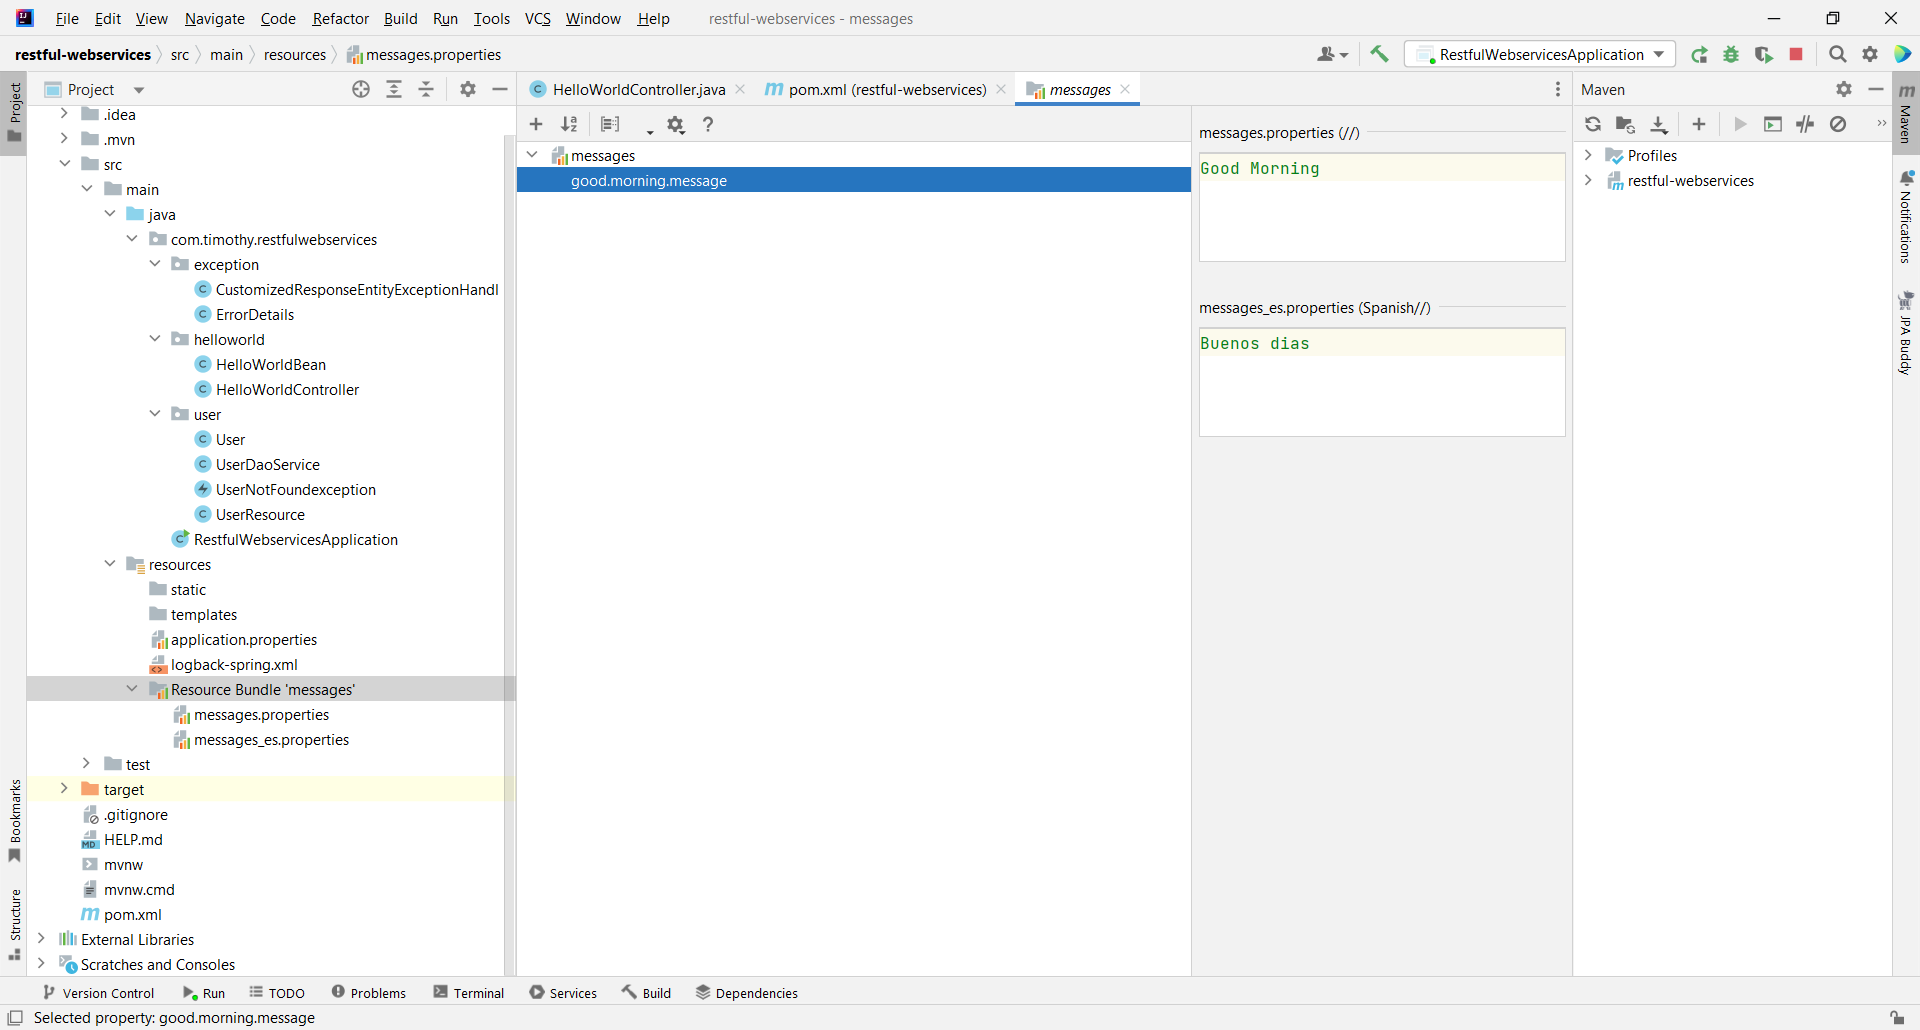 File Edit View Navigate Code Refactor Build Run Tools VCS Window Help restful-webservices - messages
restful-webservices src main resources messages.properties RestfulWebservicesApplication
Project
Project
HelloWorldController.java pom.xml (restful-webservices) messages
Maven
Maven
Notifications
JPA Buddy
.idea
.mvn
src
main
java
com.timothy.restfulwebservices
exception
CustomizedResponseEntityExceptionHandl
ErrorDetails
helloworld
HelloWorldBean
HelloWorldController
user
User
UserDaoService
UserNotFoundexception
UserResource
RestfulWebservicesApplication
resources
static
templates
application.properties
logback-spring.xml
Resource Bundle 'messages'
messages.properties
messages_es.properties
test
target
.gitignore
HELP.md
mvnw
mvnw.cmd
pom.xml
External Libraries
Scratches and Consoles
messages
good.morning.message
messages.properties (//)
Good Morning
messages_es.properties (Spanish//)
Buenos dias
Profiles
restful-webservices
Bookmarks
Structure
Version Control Run TODO Problems Terminal Services Build Dependencies
Selected property: good.morning.message